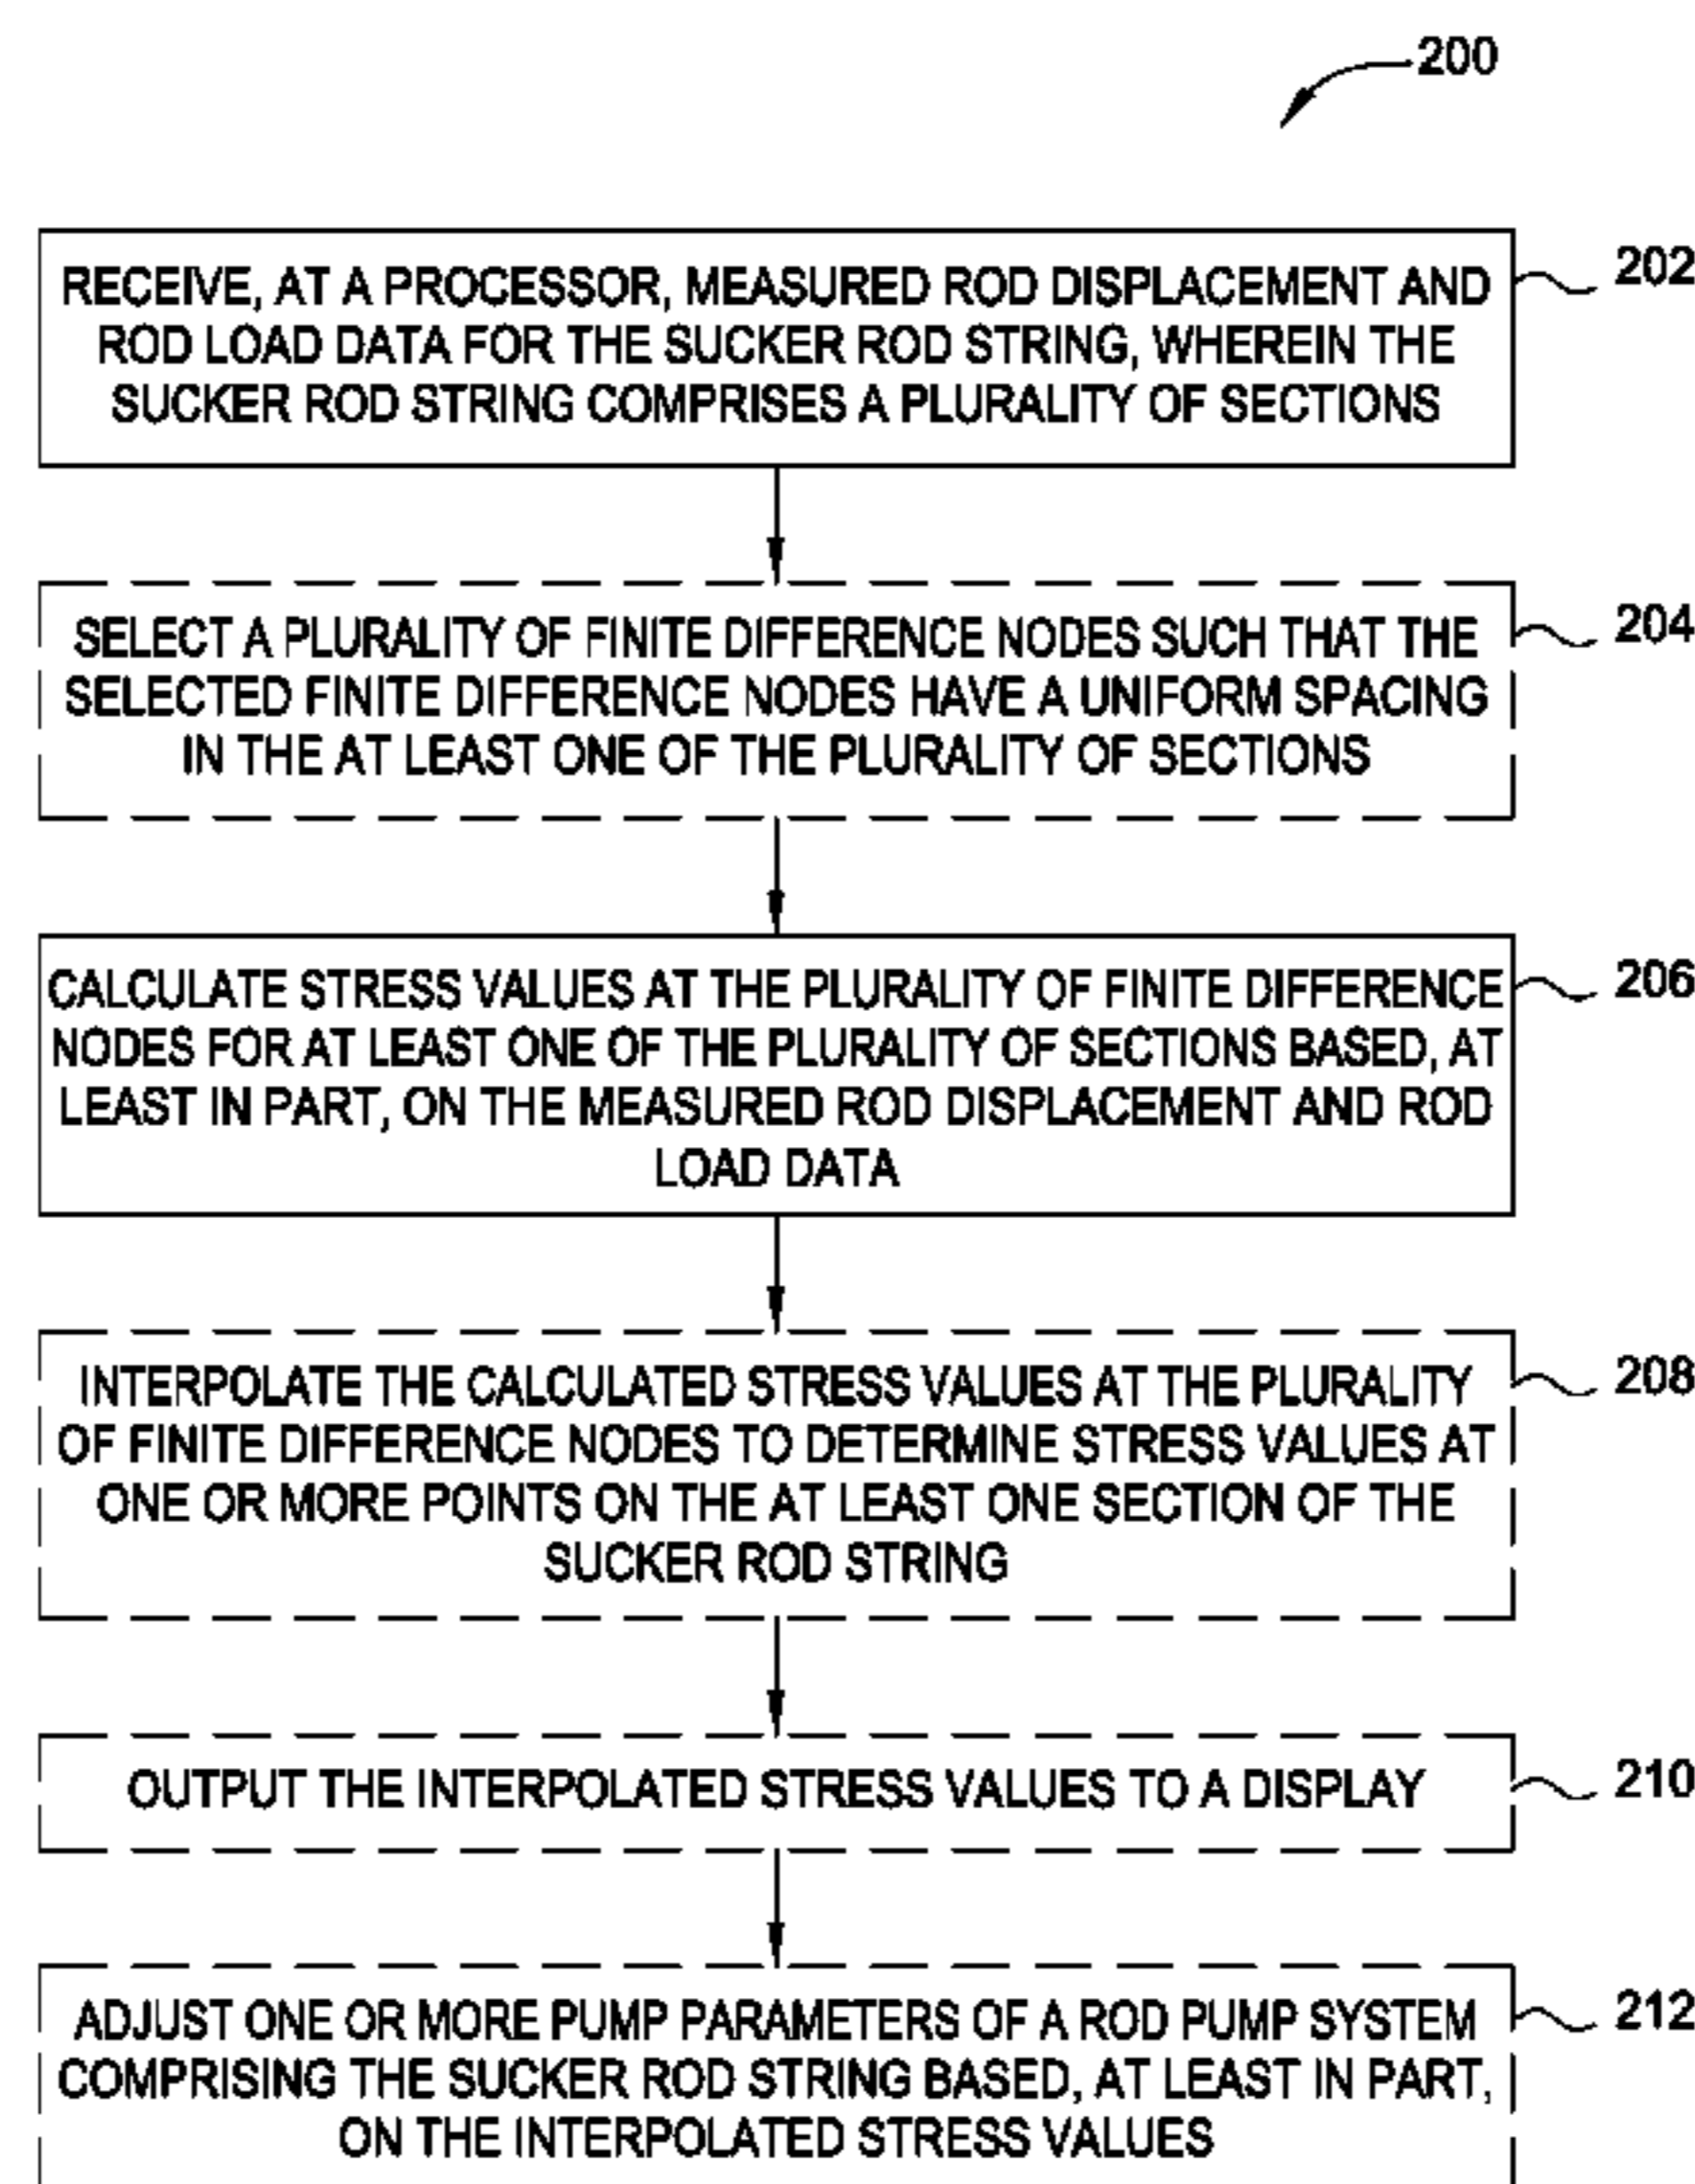 200
RECEIVE, AT A PROCESSOR, MEASURED ROD DISPLACEMENT AND
ROD LOAD DATA FOR THE SUCKER ROD STRING, WHEREIN THE
SUCKER ROD STRING COMPRISES A PLURALITY OF SECTIONS
202
SELECT A PLURALITY OF FINITE DIFFERENCE NODES SUCH THAT THE
SELECTED FINITE DIFFERENCE NODES HAVE A UNIFORM SPACING
IN THE AT LEAST ONE OF THE PLURALITY OF SECTIONS
204
CALCULATE STRESS VALUES AT THE PLURALITY OF FINITE DIFFERENCE
NODES FOR AT LEAST ONE OF THE PLURALITY OF SECTIONS BASED, AT
LEAST IN PART, ON THE MEASURED ROD DISPLACEMENT AND ROD
LOAD DATA
206
INTERPOLATE THE CALCULATED STRESS VALUES AT THE PLURALITY
OF FINITE DIFFERENCE NODES TO DETERMINE STRESS VALUES AT
ONE OR MORE POINTS ON THE AT LEAST ONE SECTION OF THE
SUCKER ROD STRING
208
OUTPUT THE INTERPOLATED STRESS VALUES TO A DISPLAY
210
ADJUST ONE OR MORE PUMP PARAMETERS OF A ROD PUMP SYSTEM
COMPRISING THE SUCKER ROD STRING BASED, AT LEAST IN PART,
ON THE INTERPOLATED STRESS VALUES
212